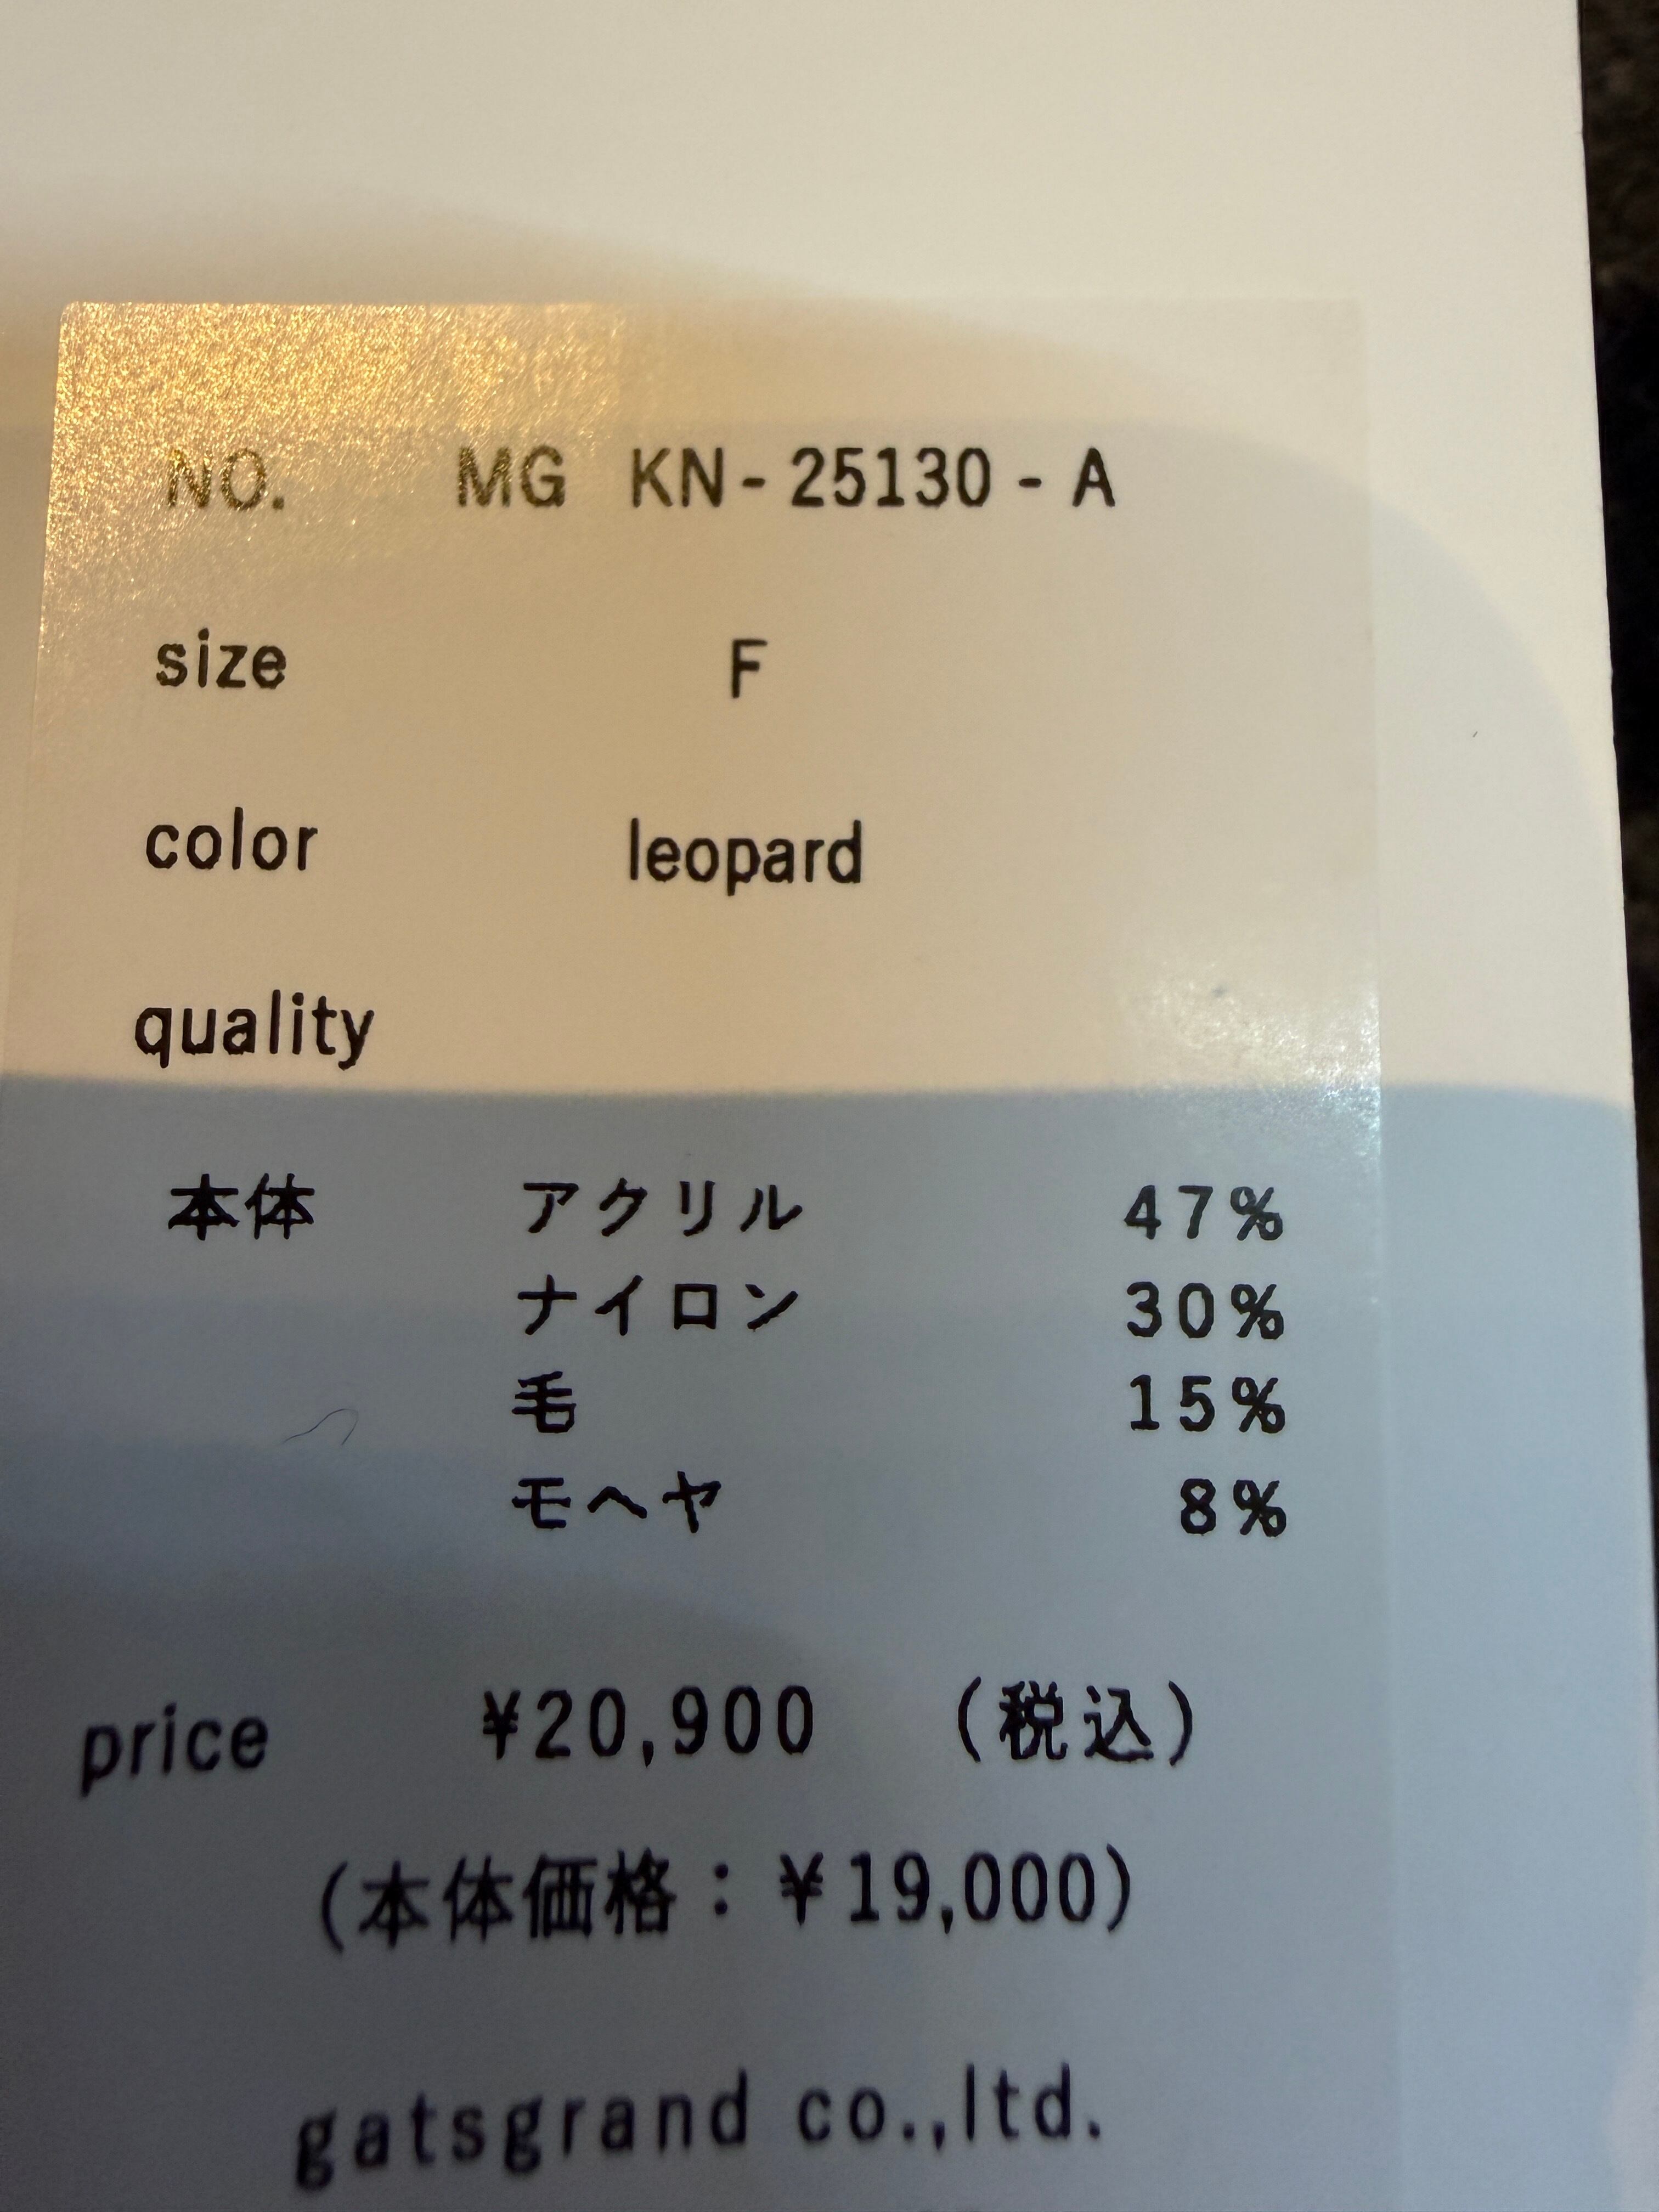 NO. MG KN-25130-A
size F
color leopard
quality
本体 アクリル 47%
ナイロン 30%
毛 15%
モヘヤ 8%
price ¥20,900 (税込)
(本体価格：¥19,000)
gatsgrand co.,ltd.